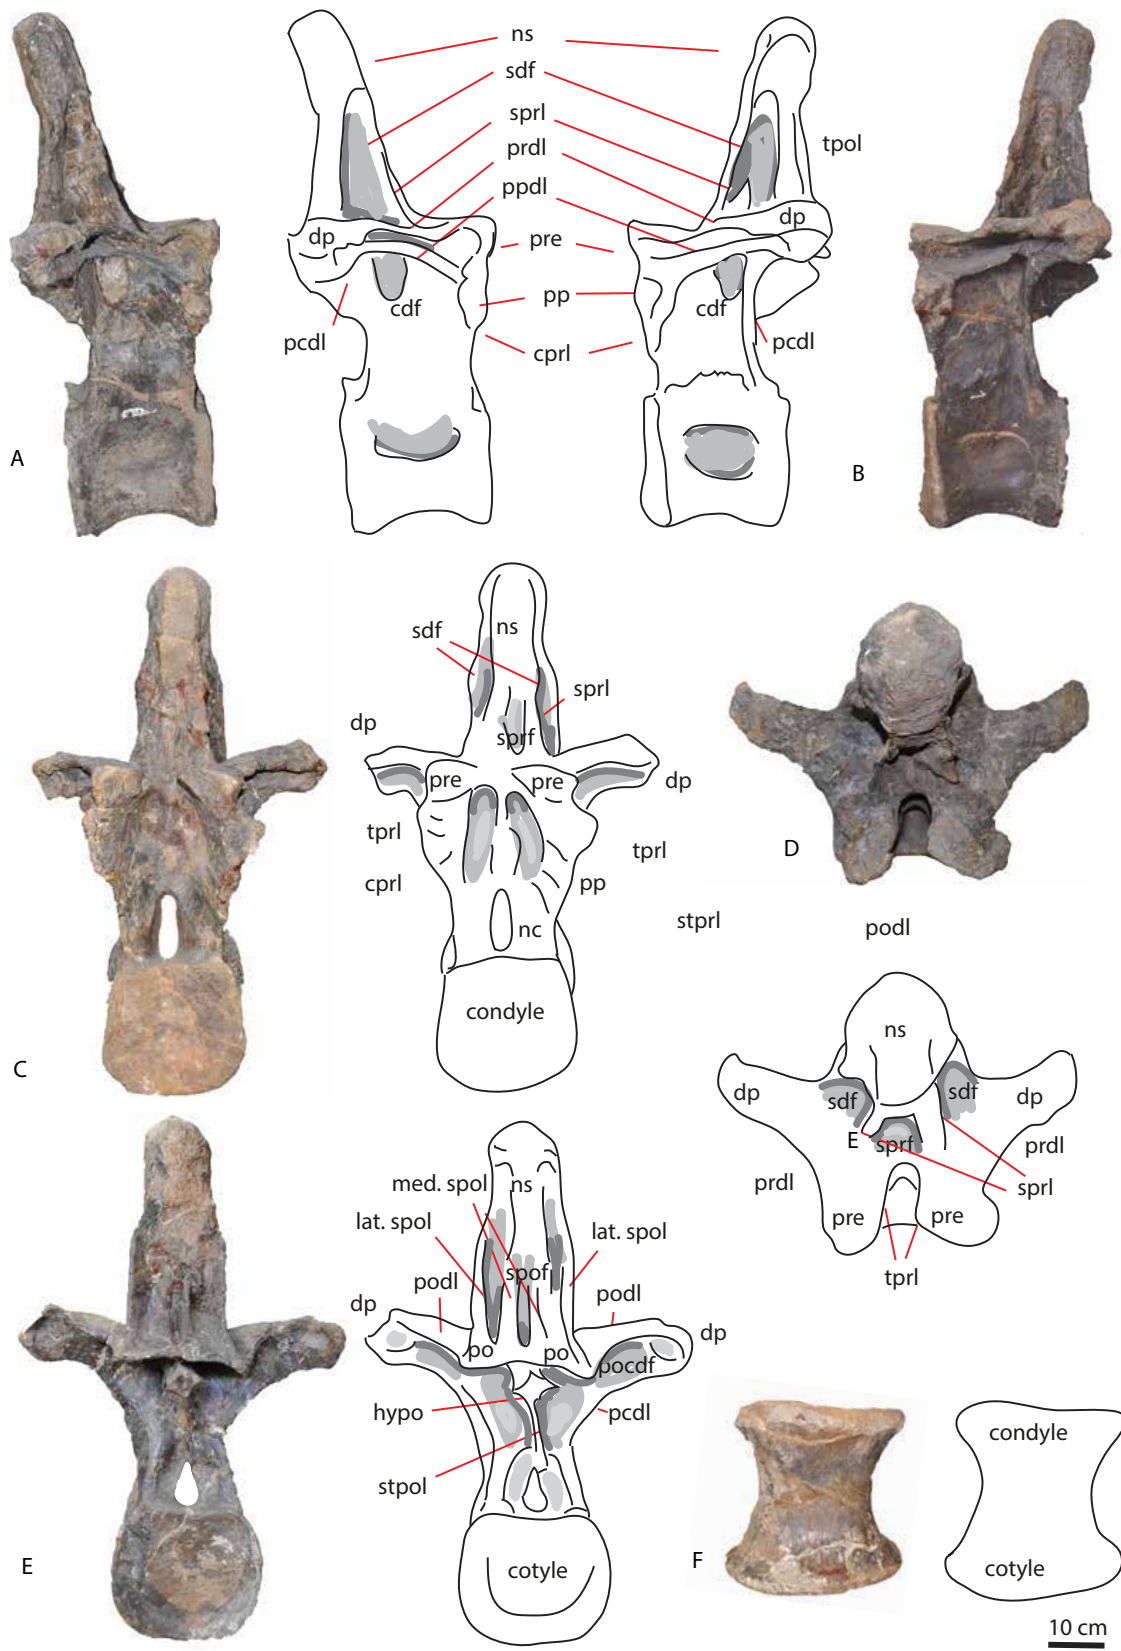 ns
sdf
sprl
tpol
prdl
ppdl
dp
dp
pre
pp
cdf
cdf
pcdl
pcdl
cprl
A
B
sdf
ns
sprl
dp
sprf
pre
pre
dp
tprl
tprl
cprl
pp
nc
D
stprl
podl
condyle
C
ns
dp
sdf
sdf
dp
E
sprf
prdl
prdl
sprl
pre
pre
tprl
med. spol
ns
lat. spol
lat. spol
podl
spof
podl
dp
dp
po
po
pocdf
hypo
pcdl
stpol
E
cotyle
F
condyle
cotyle
10 cm